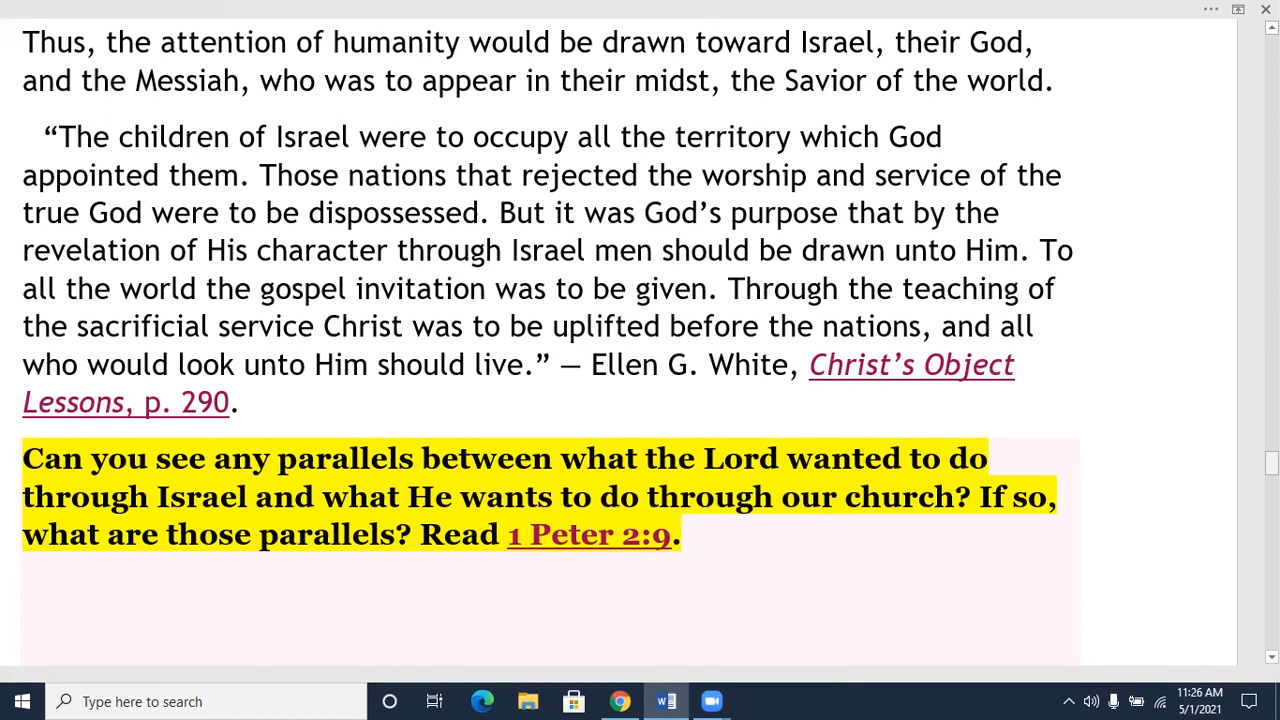 Thus, the attention of humanity would be drawn toward Israel, their God,
and the Messiah, who was to appear in their midst, the Savior of the world.
“The children of Israel were to occupy all the territory which God
appointed them. Those nations that rejected the worship and service of the
true God were to be dispossessed. But it was God’s purpose that by the
revelation of His character through Israel men should be drawn unto Him. To
all the world the gospel invitation was to be given. Through the teaching of
the sacrificial service Christ was to be uplifted before the nations, and all
who would look unto Him should live.” — Ellen G. White, Christ’s Object
Lessons, p. 290.
Can you see any parallels between what the Lord wanted to do
through Israel and what He wants to do through our church? If so,
what are those parallels? Read 1 Peter 2:9.
Type here to search
11:26 AM
5/1/2021